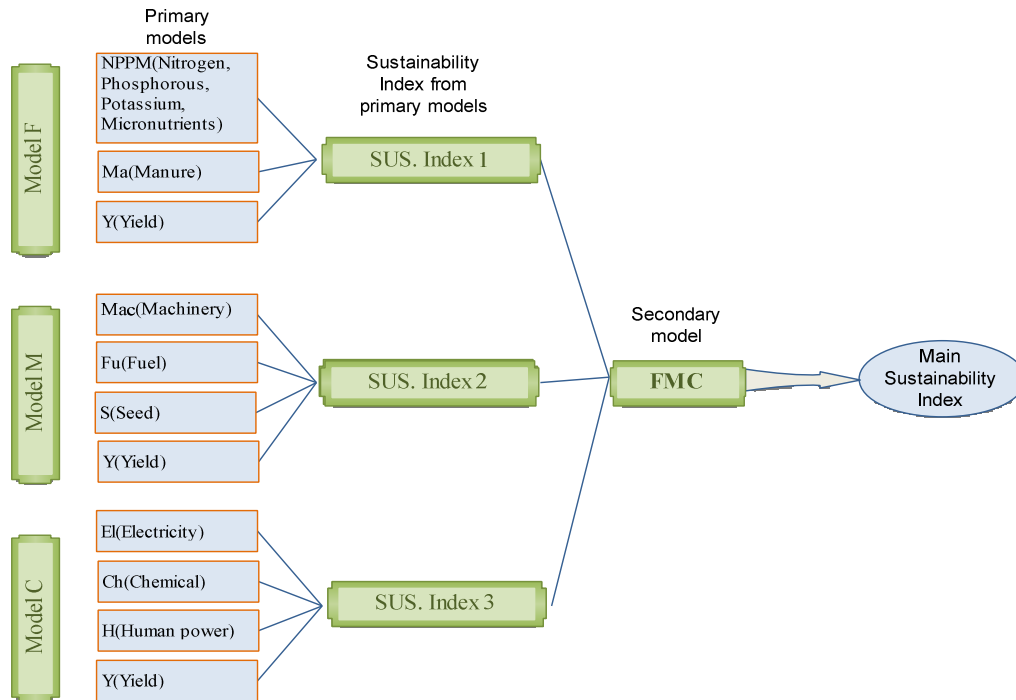 Primary
models
Model F
NPPM(Nitrogen,
Phosphorous,
Potassium,
Micronutrients)
Ma(Manure)
Y(Yield)
Sustainability
Index from
primary models
SUS. Index 1
Model M
Mac(Machinery)
Fu(Fuel)
S(Seed)
Y(Yield)
SUS. Index 2
Secondary
model
FMC
Main
Sustainability
Index
Model C
El(Electricity)
Ch(Chemical)
H(Human power)
Y(Yield)
SUS. Index 3